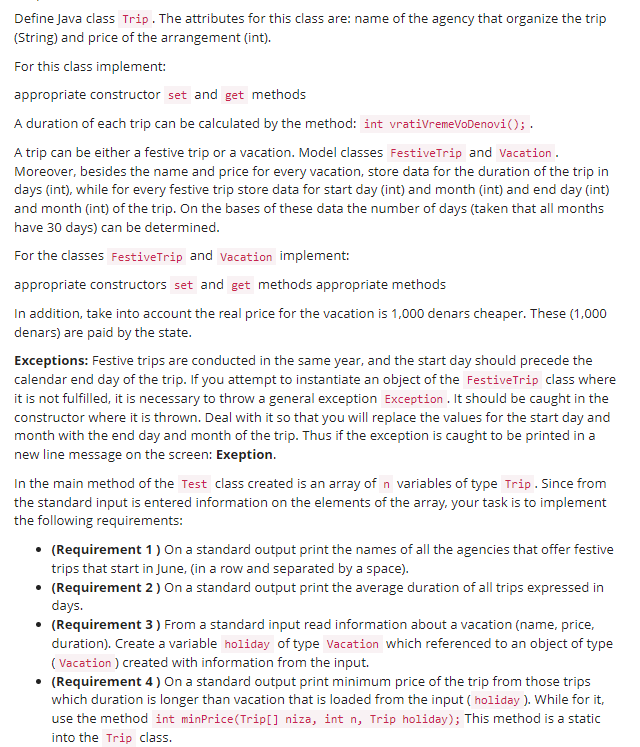 Define Java class Trip . The attributes for this class are: name of the agency that organize the trip
(String) and price of the arrangement (int).
For this class implement:
appropriate constructor set and get methods
A duration of each trip can be calculated by the method: int vratiVremeVoDenovi(); .
A trip can be either a festive trip or a vacation. Model classes FestiveTrip and Vacation .
Moreover, besides the name and price for every vacation, store data for the duration of the trip in
days (int), while for every festive trip store data for start day (int) and month (int) and end day (int)
and month (int) of the trip. On the bases of these data the number of days (taken that all months
have 30 days) can be determined.
For the classes FestiveTrip and Vacation implement:
appropriate constructors set and get methods appropriate methods
In addition, take into account the real price for the vacation is 1,000 denars cheaper. These (1,000
denars) are paid by the state.
Exceptions: Festive trips are conducted in the same year, and the start day should precede the
calendar end day of the trip. If you attempt to instantiate an object of the FestiveTrip class where
it is not fulfilled, it is necessary to throw a general exception Exception . It should be caught in the
constructor where it is thrown. Deal with it so that you will replace the values for the start day and
month with the end day and month of the trip. Thus if the exception is caught to be printed in a
new line message on the screen: Exeption.
In the main method of the Test class created is an array of n variables of type Trip . Since from
the standard input is entered information on the elements of the array, your task is to implement
the following requirements:
• (Requirement 1 ) On a standard output print the names of all the agencies that offer festive
trips that start in June, (in a row and separated by a space).
• (Requirement 2 ) On a standard output print the average duration of all trips expressed in
days.
• (Requirement 3 ) From a standard input read information about a vacation (name, price,
duration). Create a variable holiday of type Vacation which referenced to an object of type
( Vacation ) created with information from the input.
• (Requirement 4 ) On a standard output print minimum price of the trip from those trips
which duration is longer than vacation that is loaded from the input ( holiday ). While for it,
use the method int minPrice(Trip[] niza, int n, Trip holiday); This method is a static
into the Trip class.